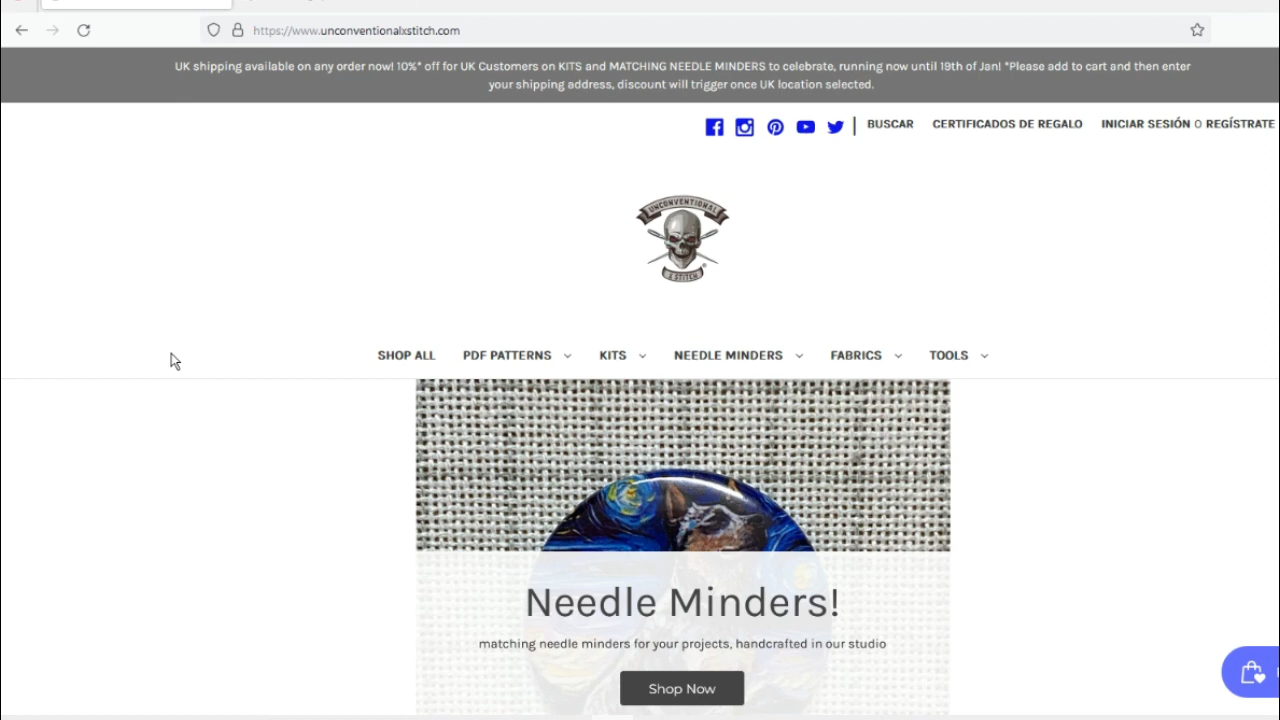 https://www.unconventionalxstitch.com
UK shipping available on any order now! 10%* off for UK Customers on KITS and MATCHING NEEDLE MINDERS to celebrate, running now until 19th of Jan! *Please add to cart and then enter
your shipping address, discount will trigger once UK location selected.
BUSCAR CERTIFICADOS DE REGALO INICIAR SESIÓN O REGÍSTRATE
UNCONVENTIONAL
X STITCH
SHOP ALL PDF PATTERNS KITS NEEDLE MINDERS FABRICS TOOLS
Needle Minders!
matching needle minders for your projects, handcrafted in our studio
Shop Now